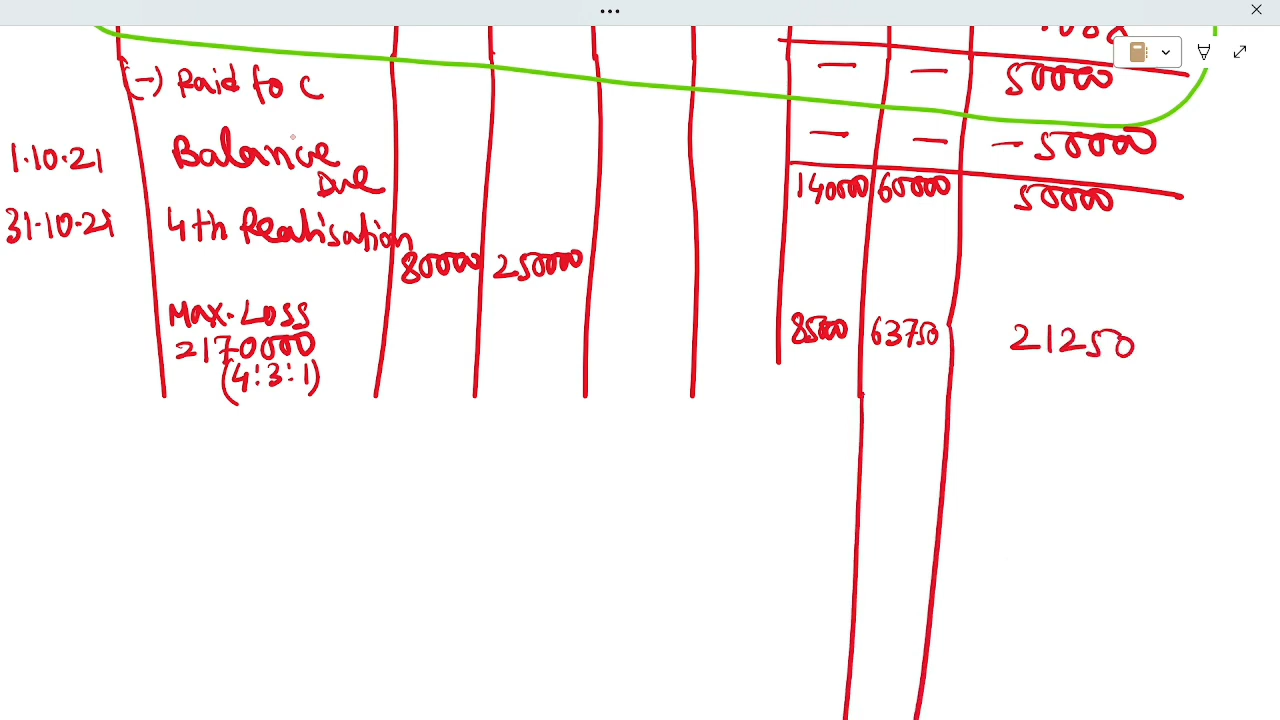 (-) Paid to C — — 50000
— — - 50000
1.10.21 Balance Due 140000 60000 50000
31.10.21 4th Realisation
80000 250000
Max. Loss
2170000 85000 63750 21250
(4:3:1)